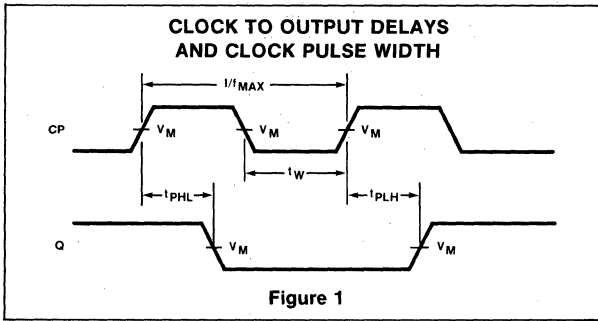 CLOCK TO OUTPUT DELAYS
AND CLOCK PULSE WIDTH
1/fMAX
CP
VM
VM
VM
tW
tPHL
tPLH
Q
VM
VM
Figure 1